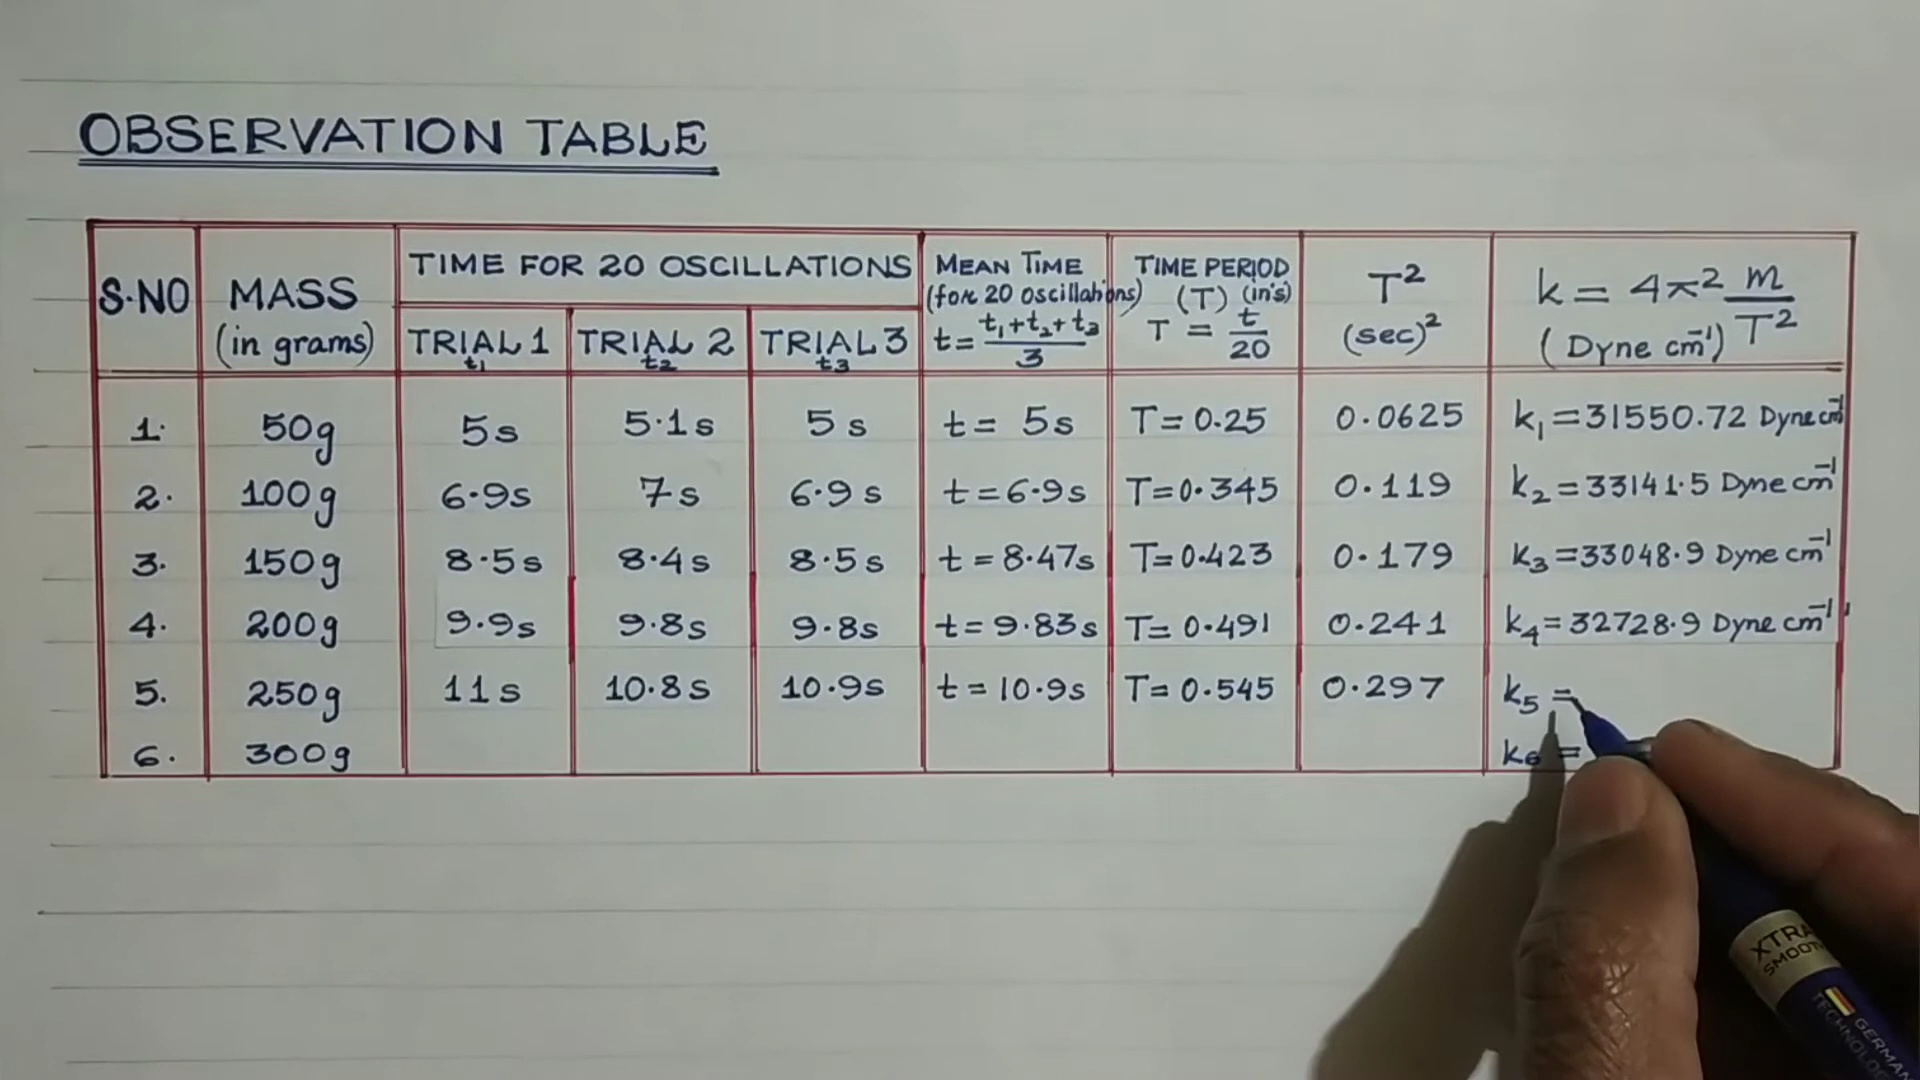 OBSERVATION TABLE
S.NO MASS (in grams) TIME FOR 20 OSCILLATIONS MEAN TIME (for 20 oscillations) t = t₁+t₂+t₃/3 TIME PERIOD (T) (in s) T = t/20 T² (sec)² k = 4π² m/T² (Dyne cm⁻¹)
TRIAL 1 t₁ TRIAL 2 t₂ TRIAL 3 t₃
1. 50g 5s 5.1s 5s t = 5s T = 0.25 0.0625 k₁ = 31550.72 Dyne cm⁻¹
2. 100g 6.9s 7s 6.9s t = 6.9s T = 0.345 0.119 k₂ = 33141.5 Dyne cm⁻¹
3. 150g 8.5s 8.4s 8.5s t = 8.47s T = 0.423 0.179 k₃ = 33048.9 Dyne cm⁻¹
4. 200g 9.9s 9.8s 9.8s t = 9.83s T = 0.491 0.241 k₄ = 32728.9 Dyne cm⁻¹
5. 250g 11s 10.8s 10.9s t = 10.9s T = 0.545 0.297 k₅ =
6. 300g k₆ =
XTRA
SMOOTH
GERMAN
TECHNOLOG